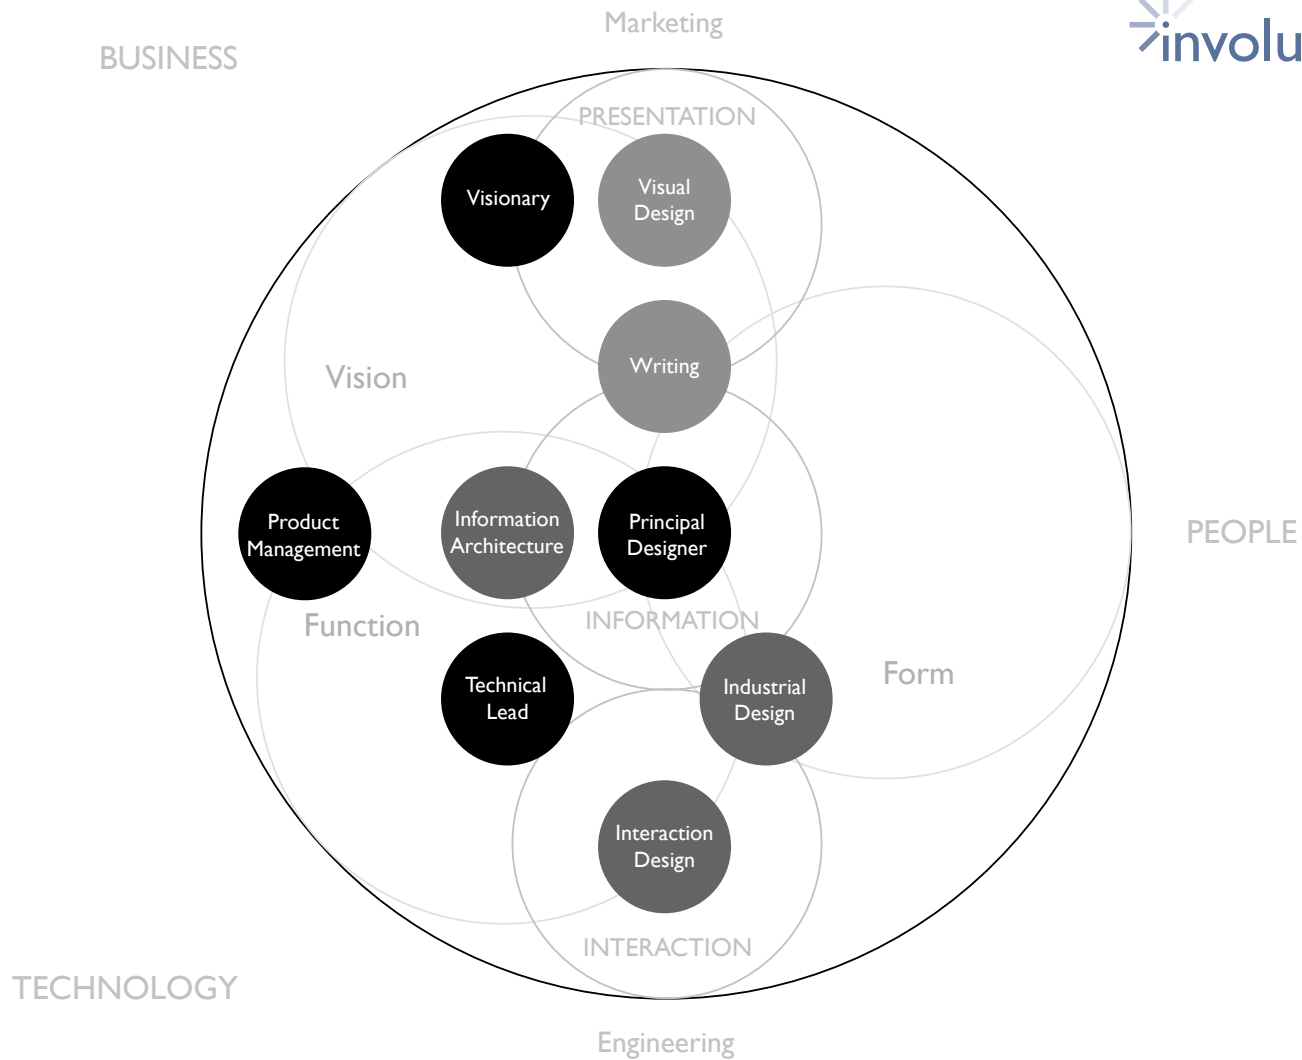 Marketing
involu
BUSINESS
PRESENTATION
Visionary
Visual
Design
Writing
Vision
Product
Management
Information
Architecture
Principal
Designer
PEOPLE
Function
INFORMATION
Technical
Lead
Industrial
Design
Form
Interaction
Design
INTERACTION
TECHNOLOGY
Engineering